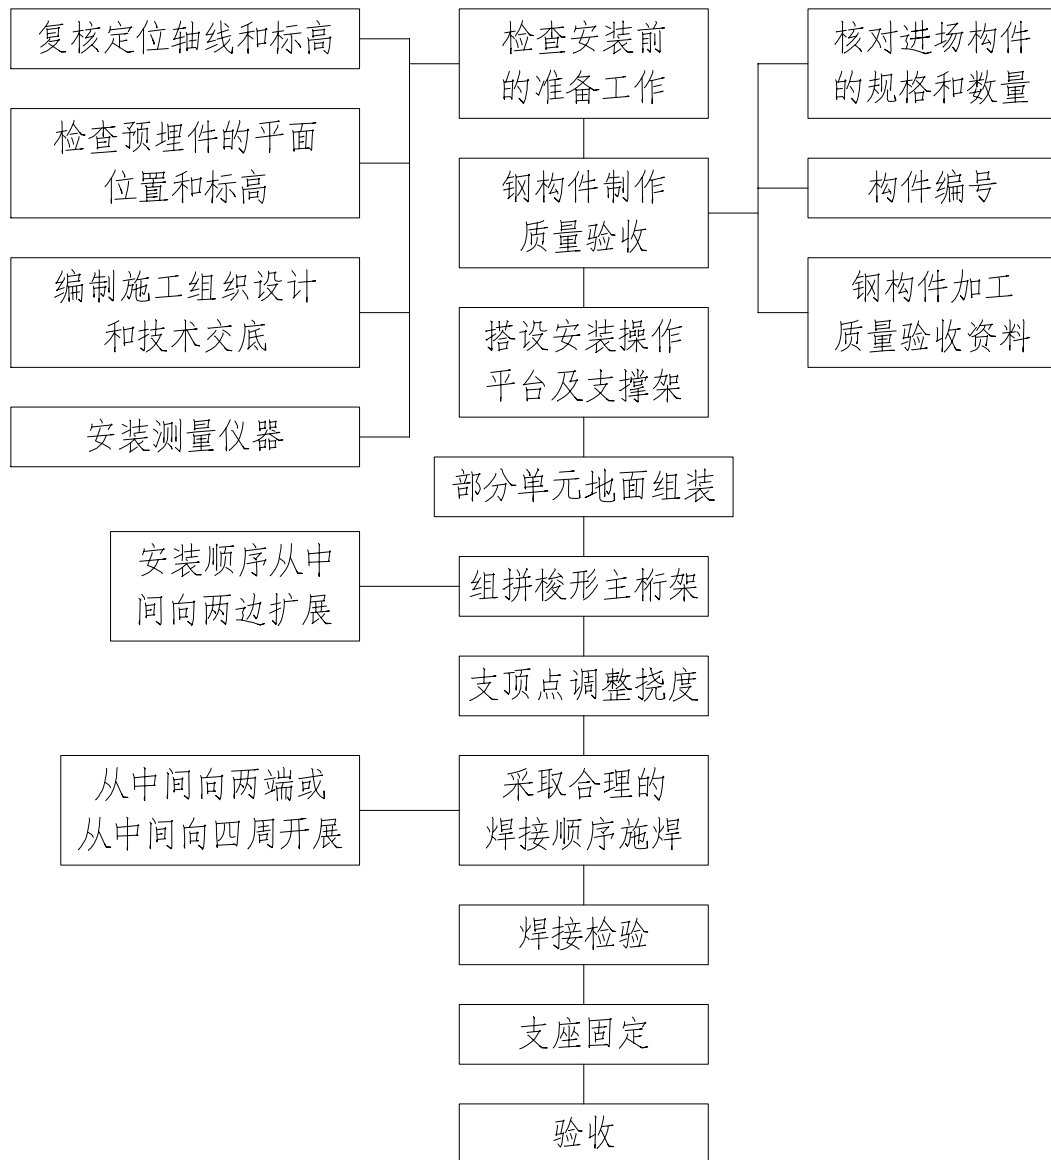 复核定位轴线和标高
检查预埋件的平面
位置和标高
编制施工组织设计
和技术交底
安装测量仪器
检查安装前
的准备工作
钢构件制作
质量验收
核对进场构件
的规格和数量
构件编号
钢构件加工
质量验收资料
搭设安装操作
平台及支撑架
部分单元地面组装
安装顺序从中
间向两边扩展
组拼梭形主桁架
支顶点调整挠度
从中间向两端或
从中间向四周开展
采取合理的
焊接顺序施焊
焊接检验
支座固定
验收